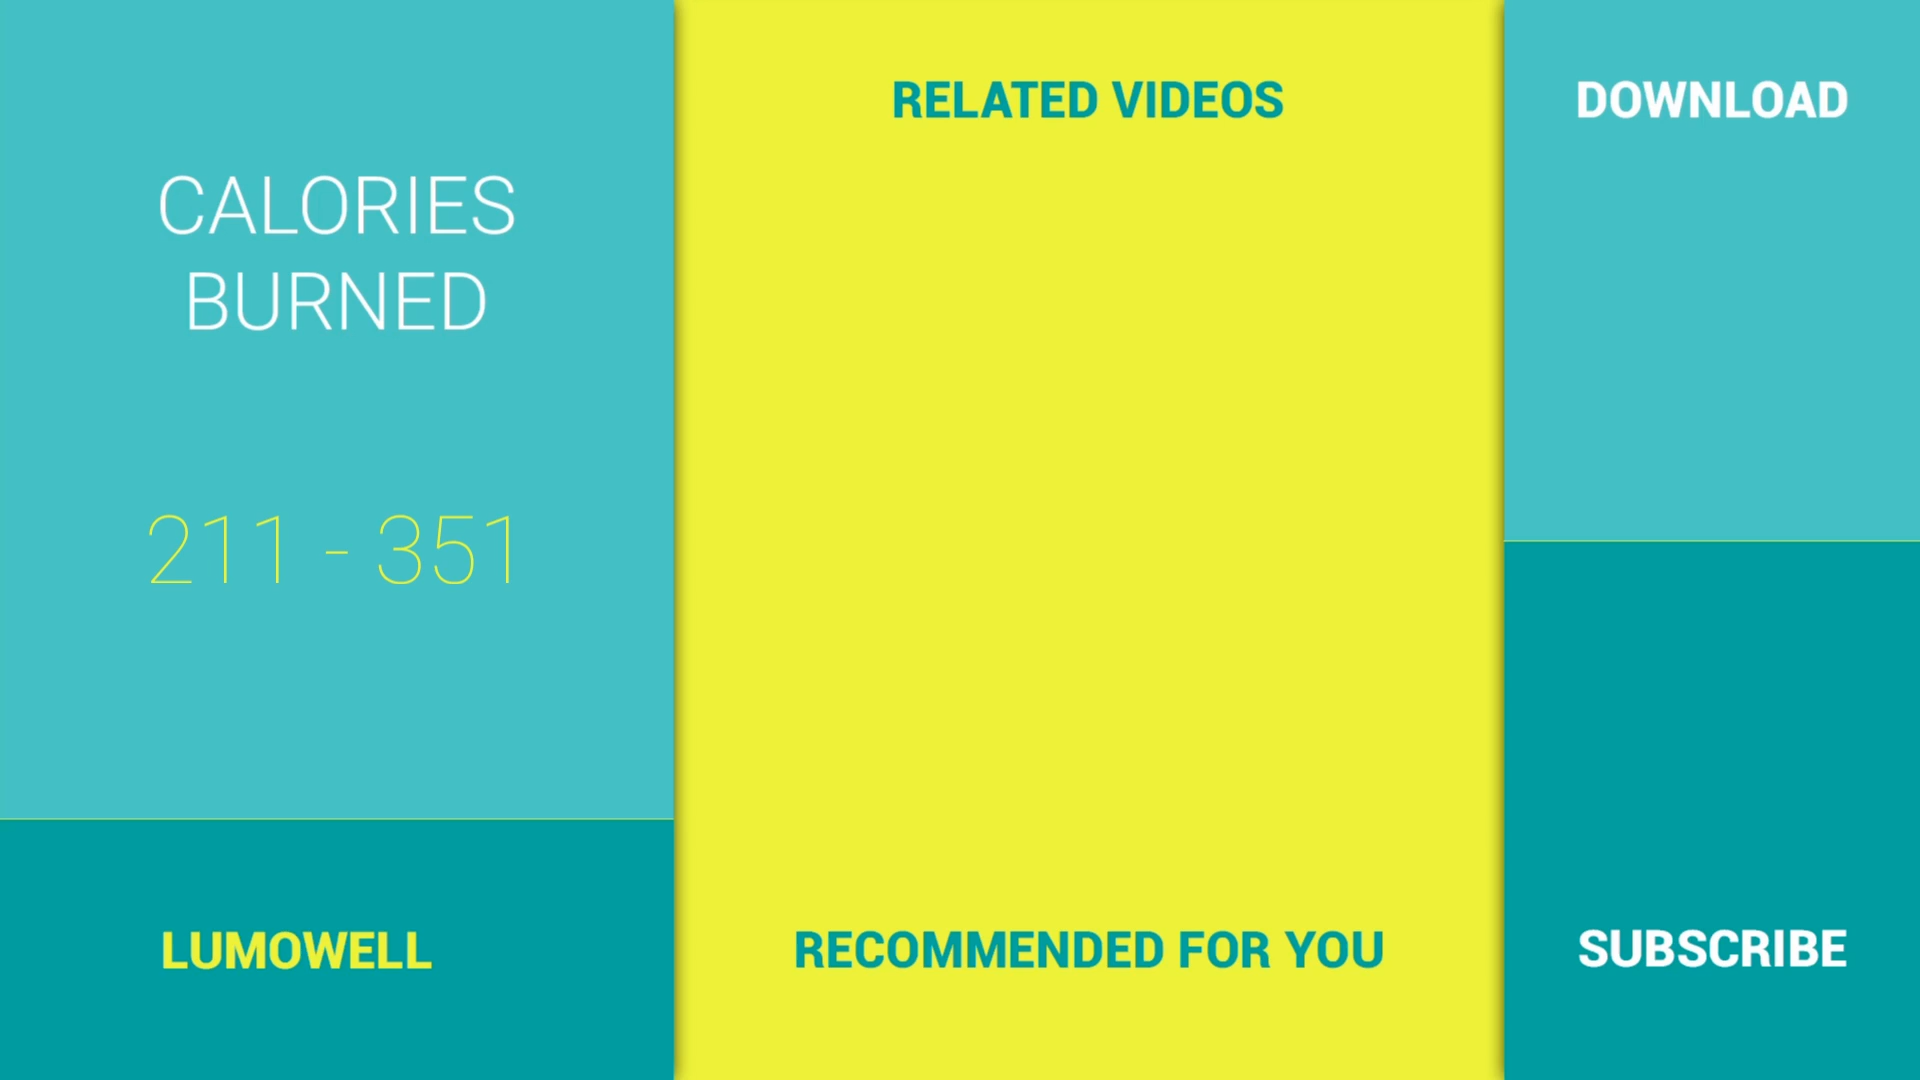 CALORIES
BURNED
211 - 351
LUMOWELL
RELATED VIDEOS
RECOMMENDED FOR YOU
DOWNLOAD
SUBSCRIBE